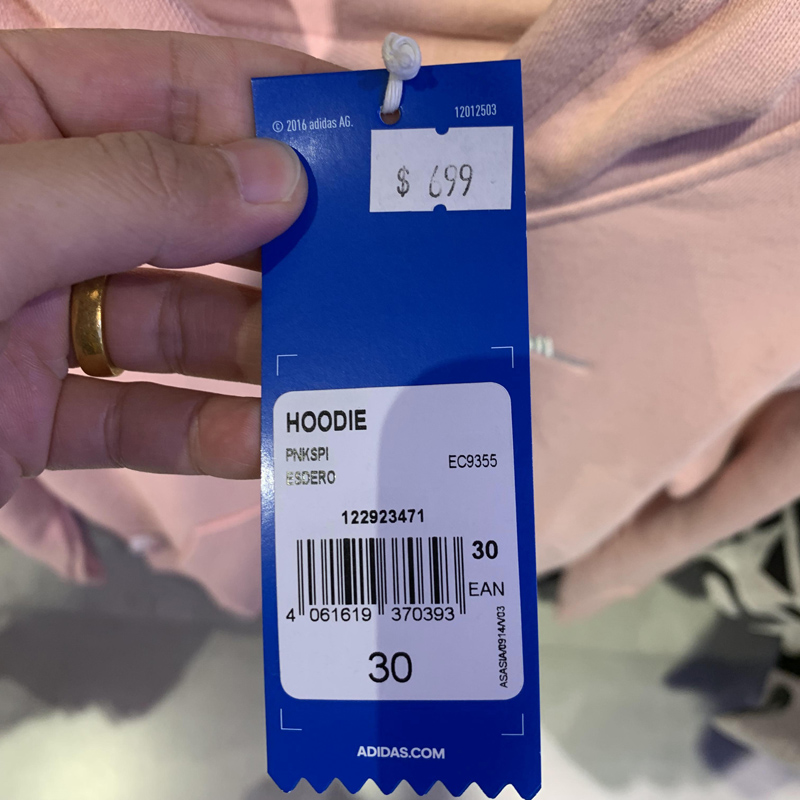 © 2016 adidas AG.
12012503
$ 699
HOODIE
PNKSPI
EC9355
ESDERO
122923471
30
EAN
4 061619 370393
ASASIA/0914/V03
30
ADIDAS.COM